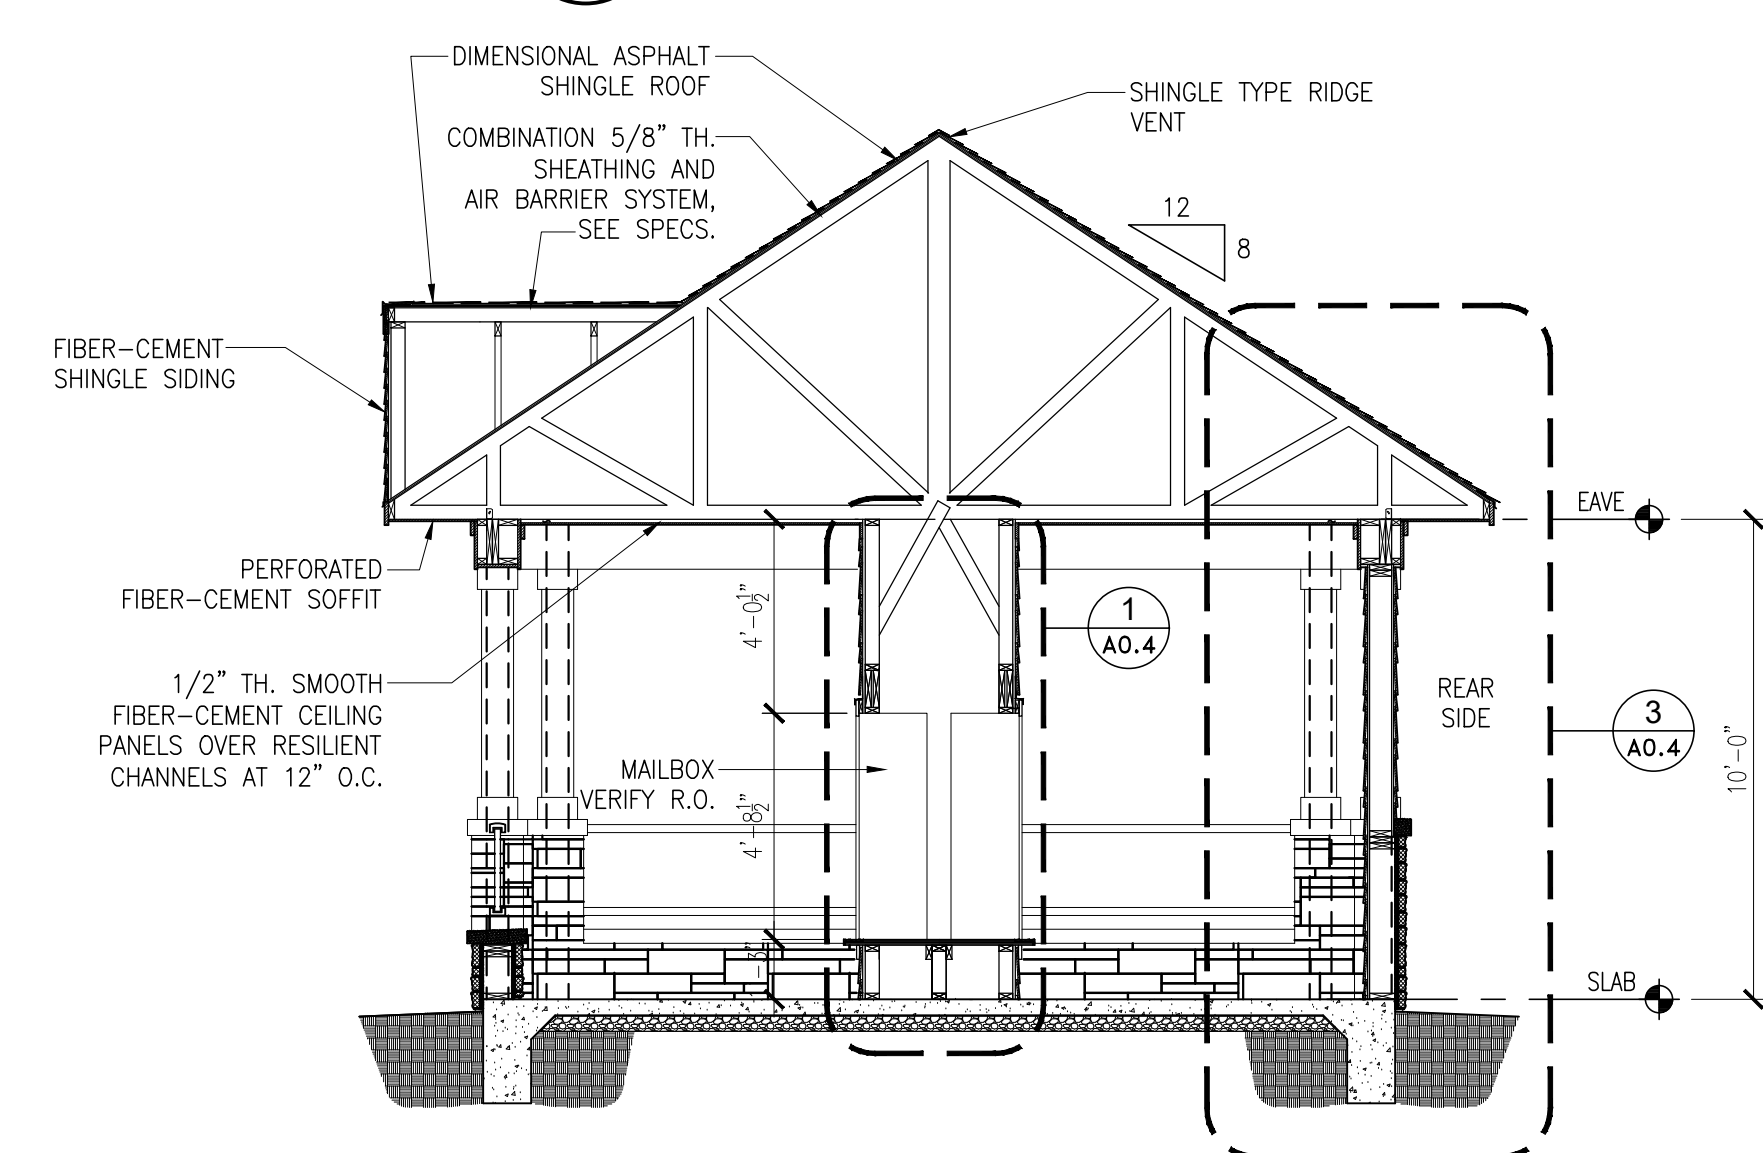 DIMENSIONAL ASPHALT
SHINGLE ROOF
SHINGLE TYPE RIDGE
VENT
COMBINATION 5/8" TH.
SHEATHING AND
AIR BARRIER SYSTEM,
SEE SPECS.
12
8
FIBER-CEMENT
SHINGLE SIDING
EAVE
PERFORATED
FIBER-CEMENT SOFFIT
4'-0½"
1
A0.4
1/2" TH. SMOOTH
FIBER-CEMENT CEILING
PANELS OVER RESILIENT
CHANNELS AT 12" O.C.
REAR
SIDE
3
A0.4
10'-0"
MAILBOX
VERIFY R.O.
4'-8½"
-3"
SLAB